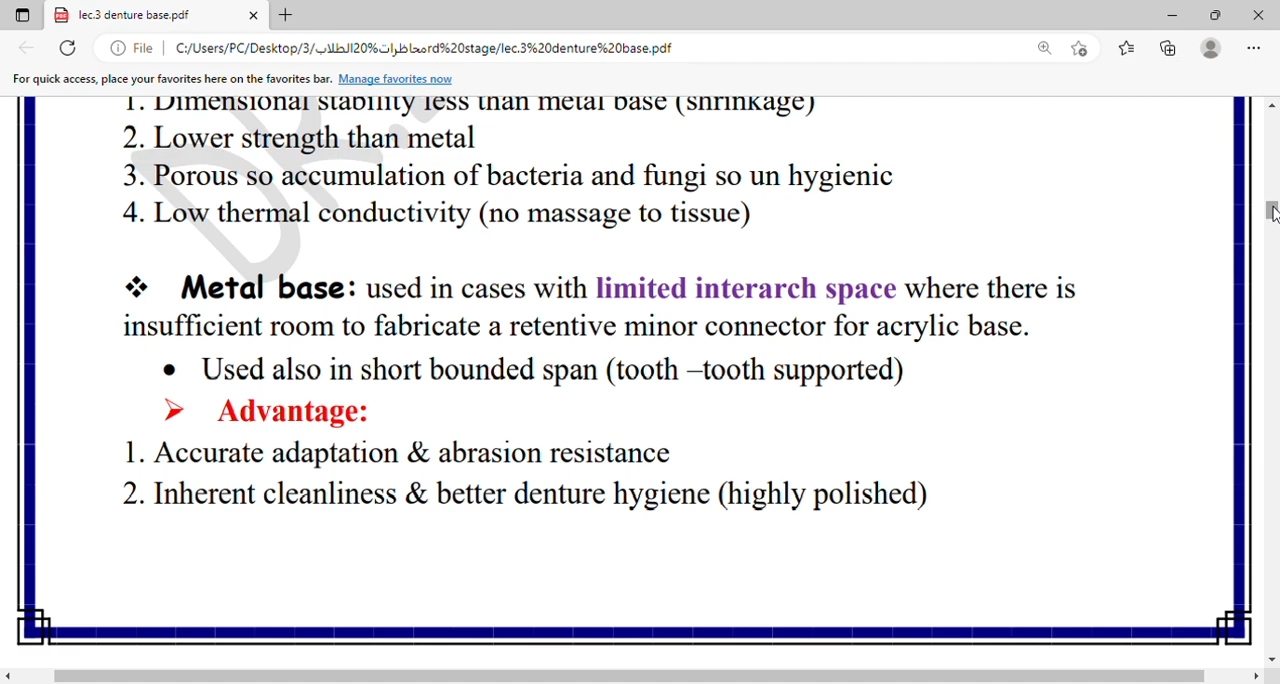 lec.3 denture base.pdf
File
C:/Users/PC/Desktop/3/محاظرات%20الطلاب/3rd%20stage/lec.3%20denture%20base.pdf
For quick access, place your favorites here on the favorites bar. Manage favorites now
1. Dimensional stability less than metal base (shrinkage)
2. Lower strength than metal
3. Porous so accumulation of bacteria and fungi so un hygienic
4. Low thermal conductivity (no massage to tissue)
❖ Metal base: used in cases with limited interarch space where there is
insufficient room to fabricate a retentive minor connector for acrylic base.
• Used also in short bounded span (tooth –tooth supported)
➢ Advantage:
1. Accurate adaptation & abrasion resistance
2. Inherent cleanliness & better denture hygiene (highly polished)